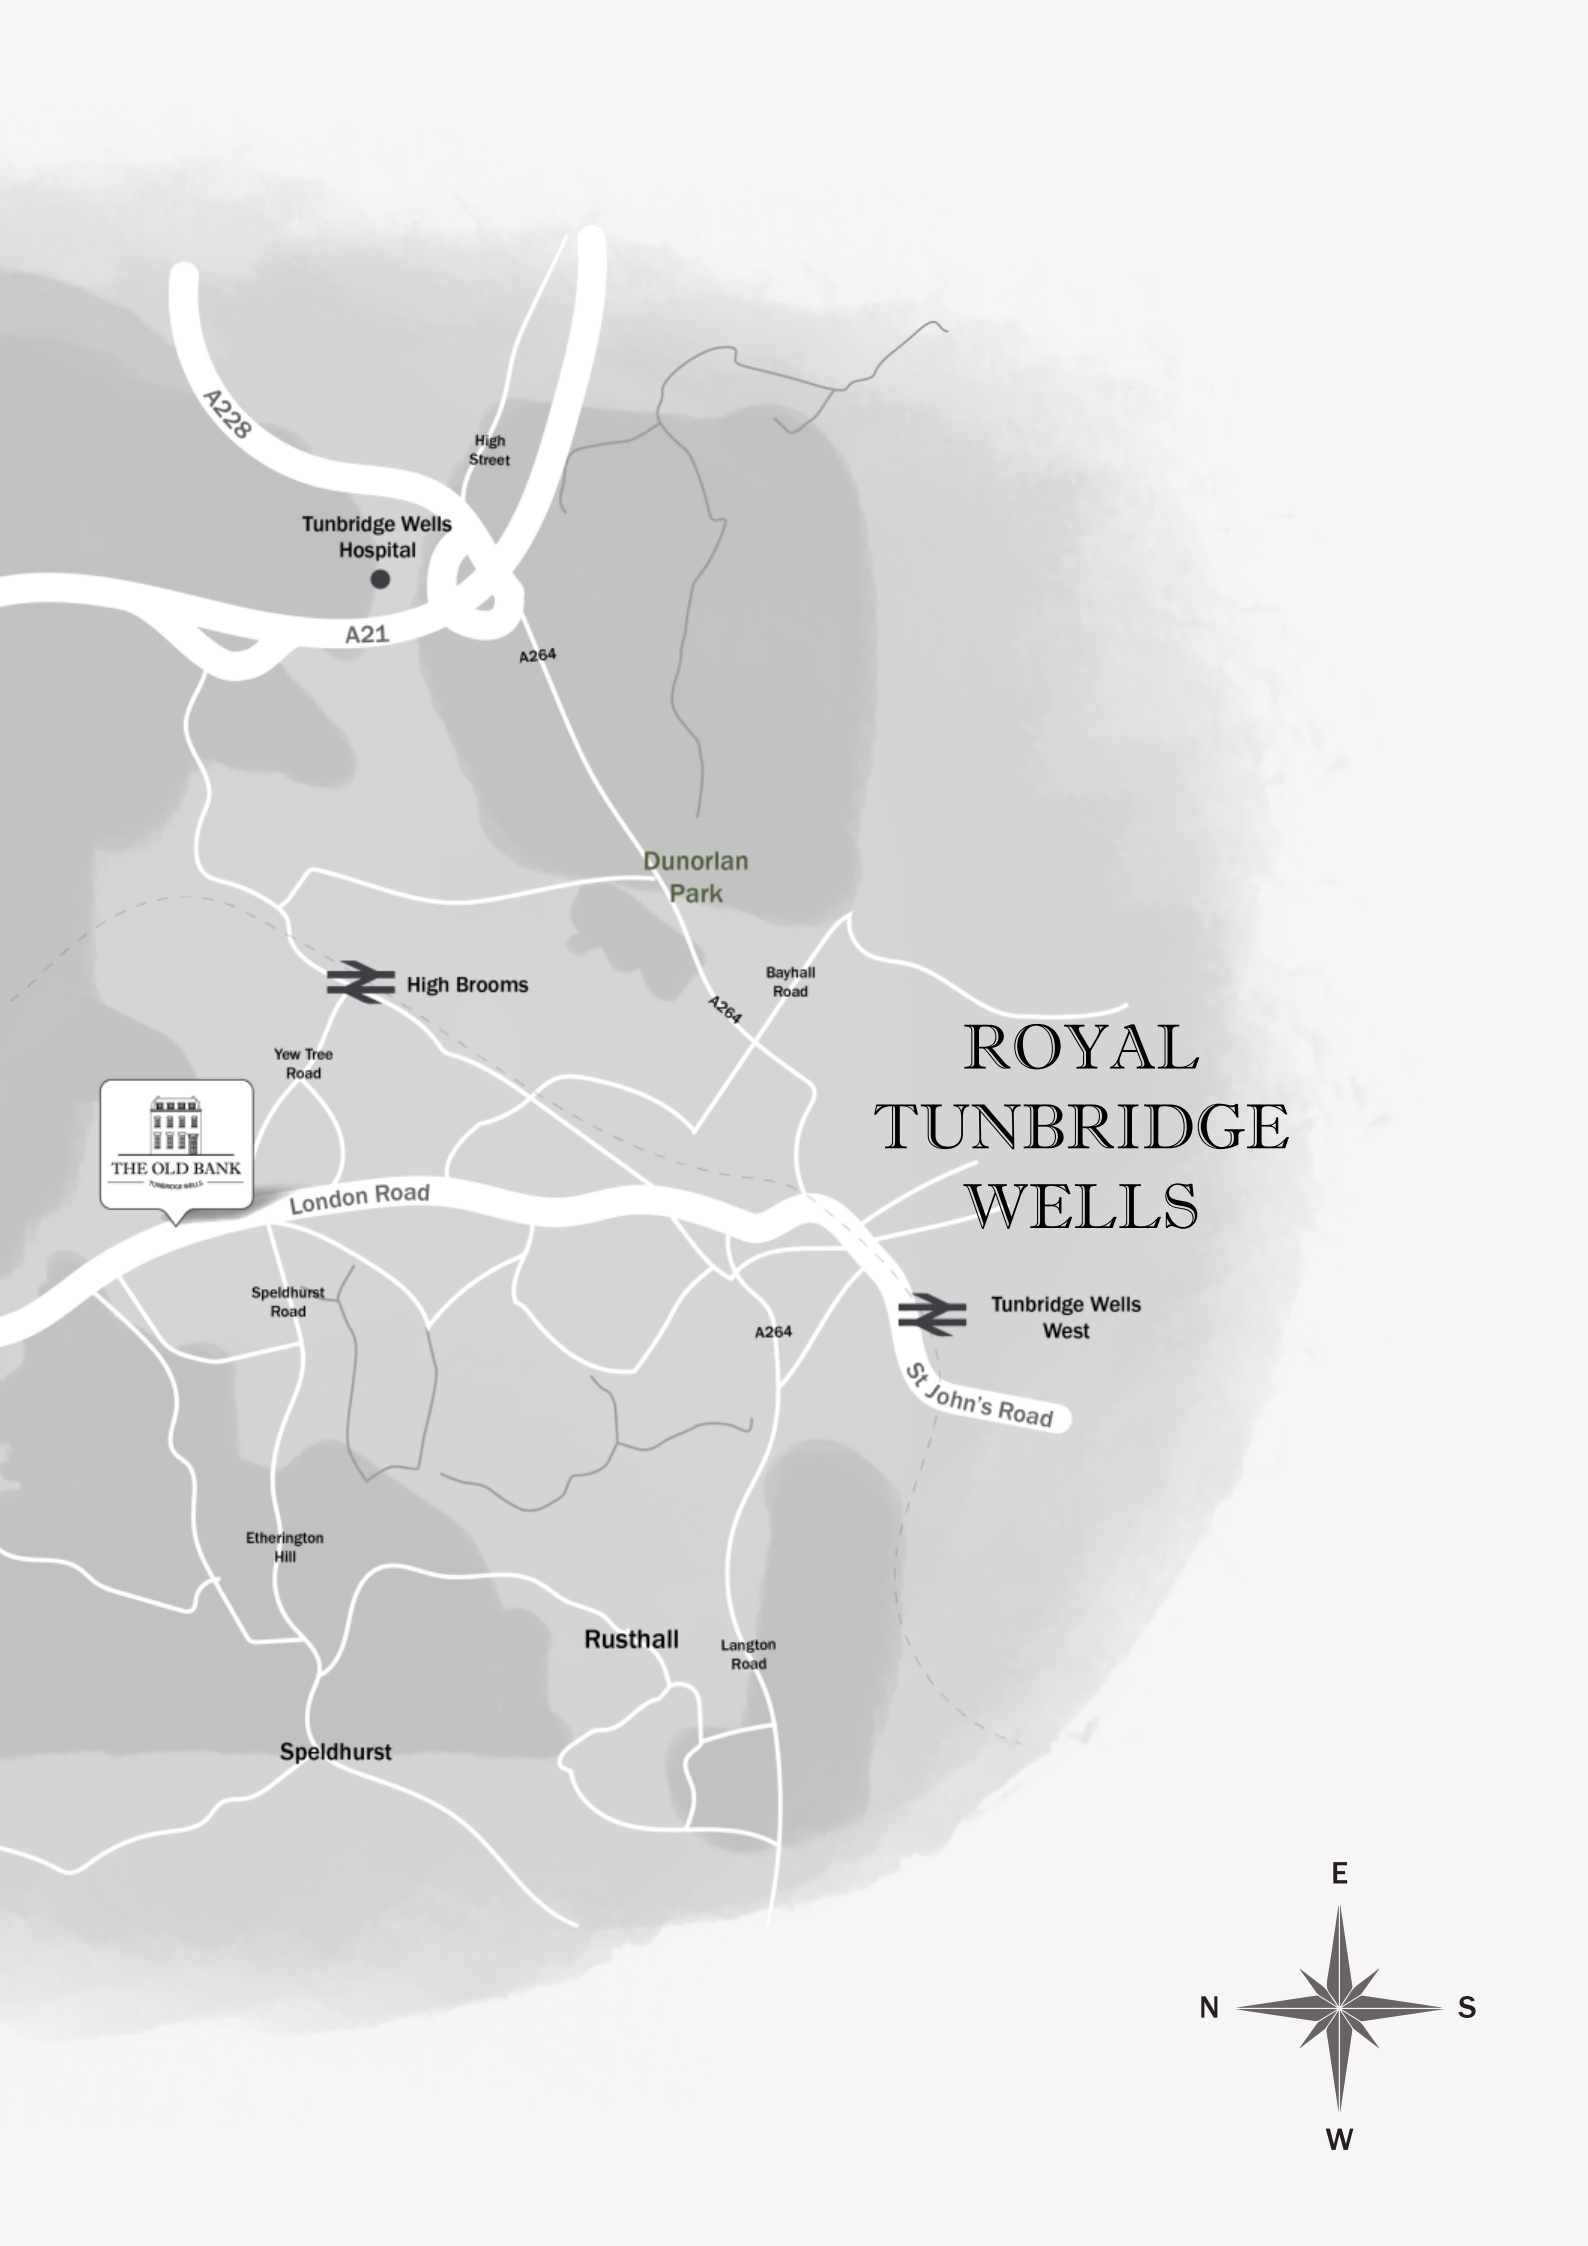 A228
High
Street
Tunbridge Wells
Hospital
A21
A264
Dunorlan
Park
High Brooms
Bayhall
Road
A264
ROYAL
TUNBRIDGE
WELLS
Yew Tree
Road
THE OLD BANK
TUNBRIDGE WELLS
London Road
Speldhurst
Road
Tunbridge Wells
West
A264
St John's Road
Etherington
Hill
Rusthall
Langton
Road
Speldhurst
E
N
S
W